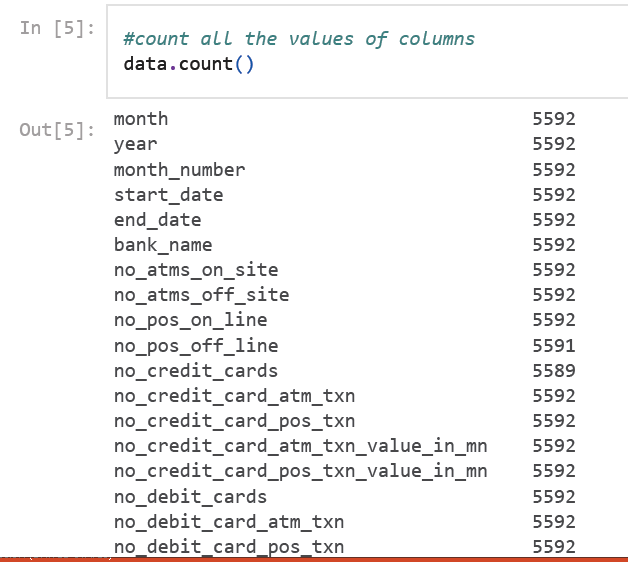 In [5]:
#count all the values of columns
data.count()
Out[5]:
month 5592
year 5592
month_number 5592
start_date 5592
end_date 5592
bank_name 5592
no_atms_on_site 5592
no_atms_off_site 5592
no_pos_on_line 5592
no_pos_off_line 5591
no_credit_cards 5589
no_credit_card_atm_txn 5592
no_credit_card_pos_txn 5592
no_credit_card_atm_txn_value_in_mn 5592
no_credit_card_pos_txn_value_in_mn 5592
no_debit_cards 5592
no_debit_card_atm_txn 5592
no_debit_card_pos_txn 5592